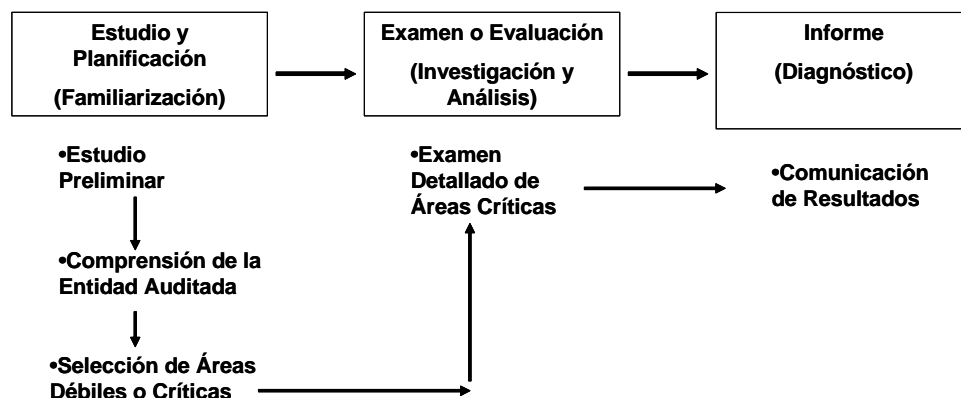 Estudio y
Planificación
(Familiarización)
Examen o Evaluación
(Investigación y
Análisis)
Informe
(Diagnóstico)
•Estudio
Preliminar
•Comprensión de la
Entidad Auditada
•Selección de Áreas
Débiles o Críticas
•Examen
Detallado de
Áreas Críticas
•Comunicación
de Resultados